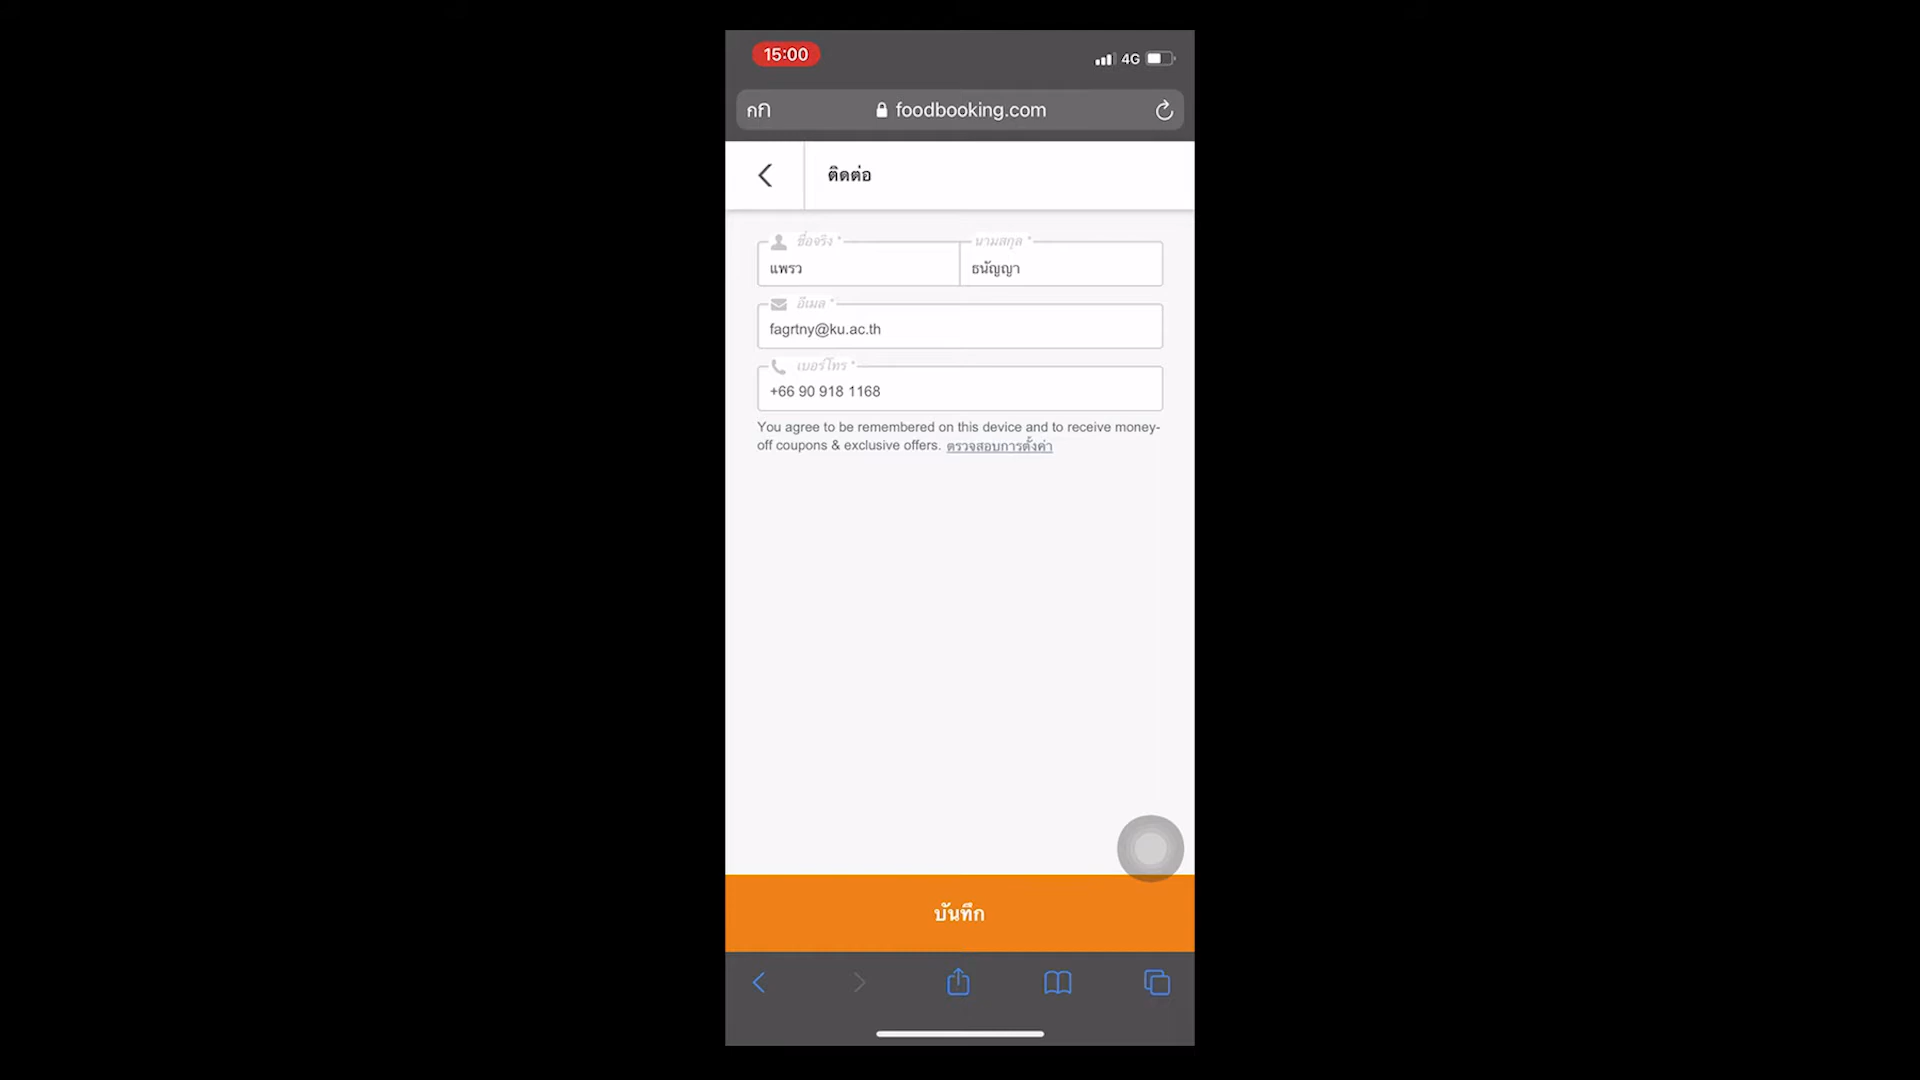 15:00
4G
กก
foodbooking.com
ติดต่อ
ชื่อจริง *
นามสกุล *
แพรว
ธนัญญา
อีเมล *
fagrtny@ku.ac.th
เบอร์โทร *
+66 90 918 1168
You agree to be remembered on this device and to receive money-
off coupons & exclusive offers. ตรวจสอบการตั้งค่า
บันทึก